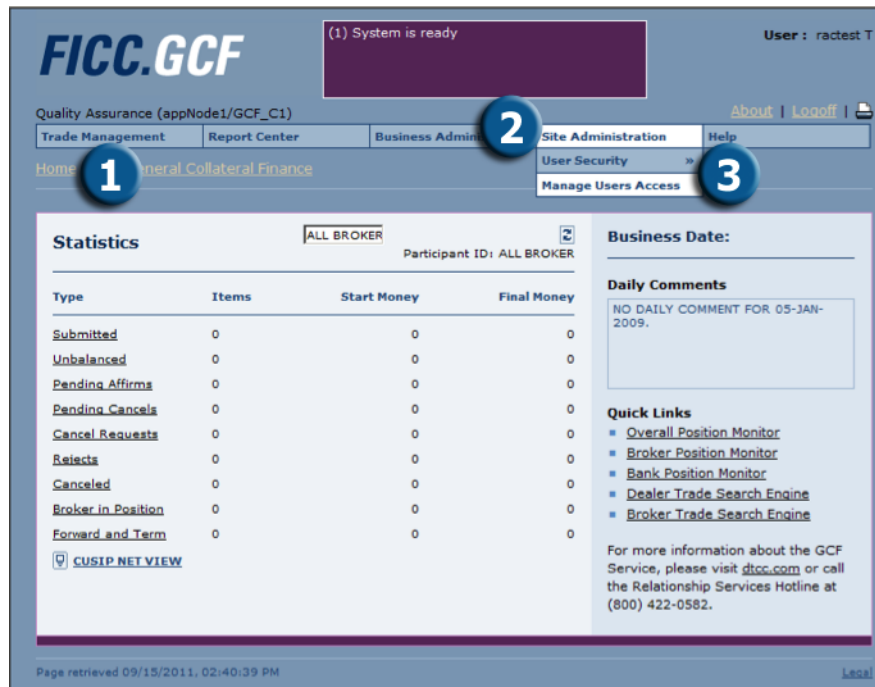 FICC.GCF
(1) System is ready
User : ractest T
Quality Assurance (appNode1/GCF_C1)
About | Logoff |
Trade Management Report Center Business Site Administration Help
2
Home Collateral Finance
1
User Security »
Manage Users Access
3
Statistics
ALL BROKER
Participant ID: ALL BROKER
Type Items Start Money Final Money
Submitted 0 0 0
Unbalanced 0 0 0
Pending Affirms 0 0 0
Pending Cancels 0 0 0
Cancel Requests 0 0 0
Rejects 0 0 0
Canceled 0 0 0
Broker in Position 0 0 0
Forward and Term 0 0 0
CUSIP NET VIEW
Business Date:
Daily Comments
NO DAILY COMMENT FOR 05-JAN-
2009.
Quick Links
Overall Position Monitor
Broker Position Monitor
Bank Position Monitor
Dealer Trade Search Engine
Broker Trade Search Engine
For more information about the GCF
Service, please visit dtcc.com or call
the Relationship Services Hotline at
(800) 422-0582.
Page retrieved 09/15/2011, 02:40:39 PM
Legal